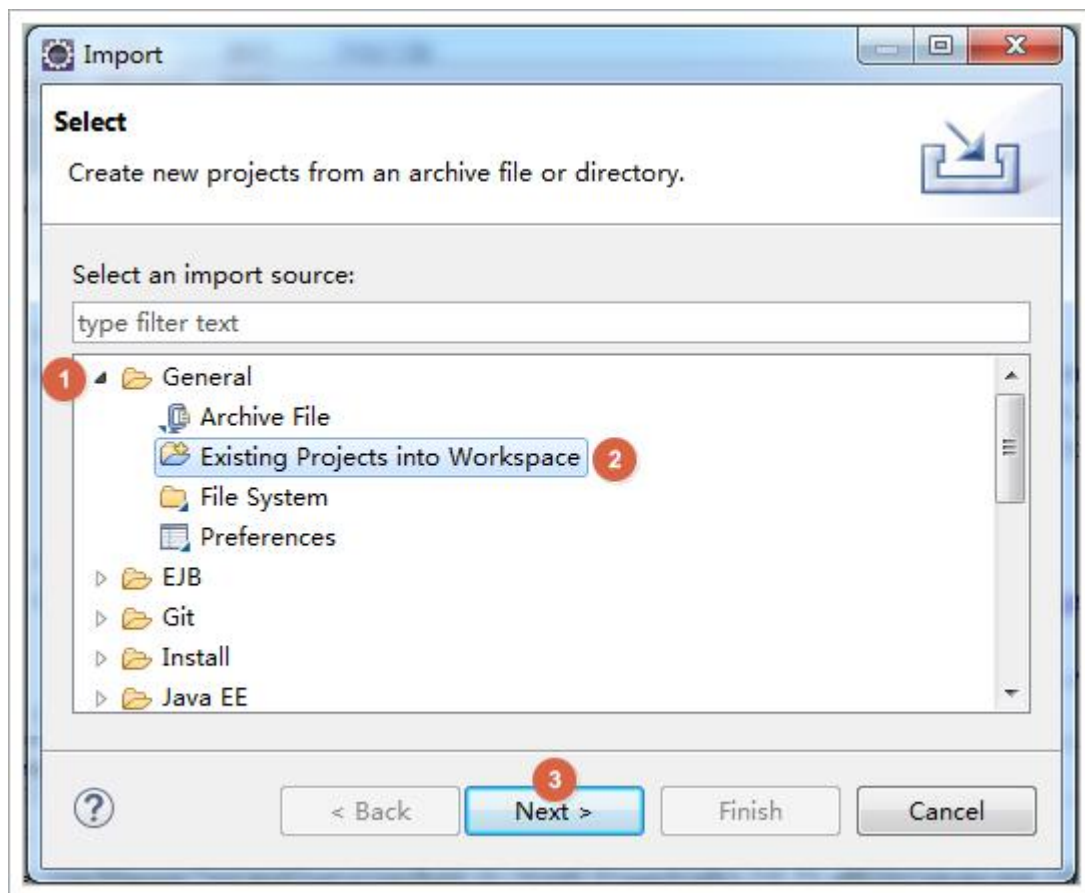 Import
Select
Create new projects from an archive file or directory.
Select an import source:
type filter text
1 General
Archive File
Existing Projects into Workspace 2
File System
Preferences
EJB
Git
Install
Java EE
3
? < Back Next > Finish Cancel